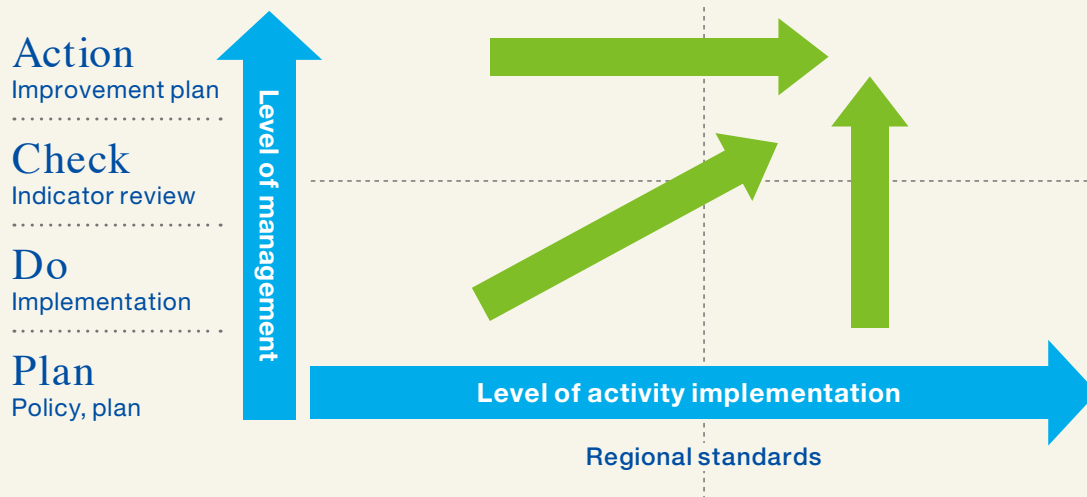 Action
Improvement plan
Check
Indicator review
Do
Implementation
Plan
Policy, plan
Level of management
Level of activity implementation
Regional standards